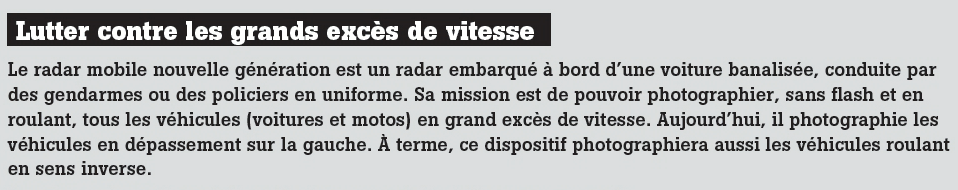 Lutter contre les grands excès de vitesse
Le radar mobile nouvelle génération est un radar embarqué à bord d’une voiture banalisée, conduite par
des gendarmes ou des policiers en uniforme. Sa mission est de pouvoir photographier, sans flash et en
roulant, tous les véhicules (voitures et motos) en grand excès de vitesse. Aujourd’hui, il photographie les
véhicules en dépassement sur la gauche. À terme, ce dispositif photographiera aussi les véhicules roulant
en sens inverse.